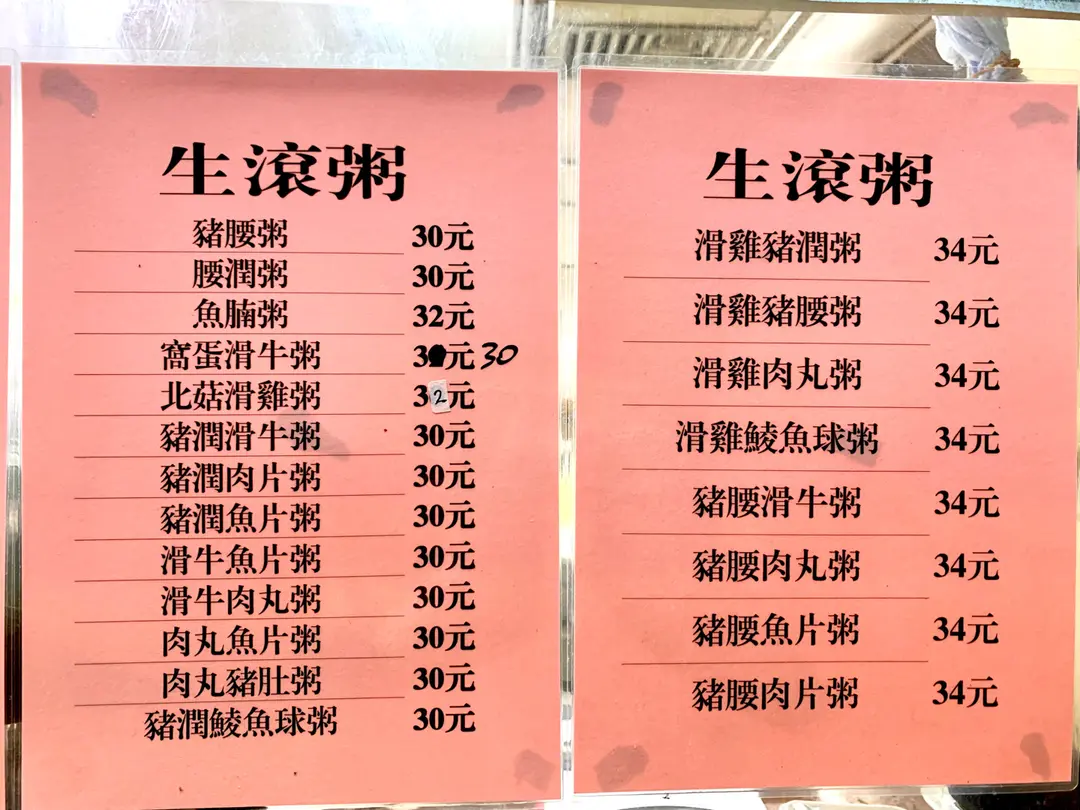 生滾粥
豬腰粥 30元
腰潤粥 30元
魚腩粥 32元
窩蛋滑牛粥 3元 30
北菇滑雞粥 32元
豬潤滑牛粥 30元
豬潤肉片粥 30元
豬潤魚片粥 30元
滑牛魚片粥 30元
滑牛肉丸粥 30元
肉丸魚片粥 30元
肉丸豬肚粥 30元
豬潤鯪魚球粥 30元
生滾粥
滑雞豬潤粥 34元
滑雞豬腰粥 34元
滑雞肉丸粥 34元
滑雞鯪魚球粥 34元
豬腰滑牛粥 34元
豬腰肉丸粥 34元
豬腰魚片粥 34元
豬腰肉片粥 34元